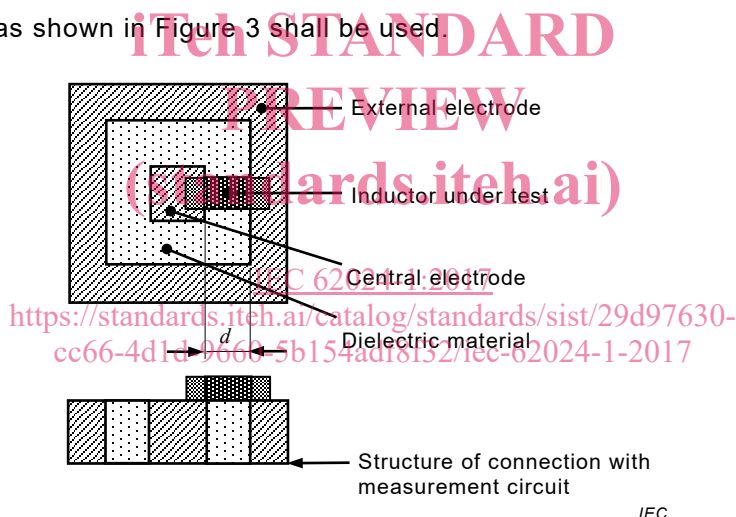 as shown in Figure 3 shall be used.
iTeh STANDARD
PREVIEW
(standards.iteh.ai)
External electrode
Inductor under test
Central electrode
IEC 62024-1:2017
https://standards.iteh.ai/catalog/standards/sist/29d97630-
cc66-4d1d-9660-5b154adf8f32/iec-62024-1-2017
d
Dielectric material
Structure of connection with
measurement circuit
IEC